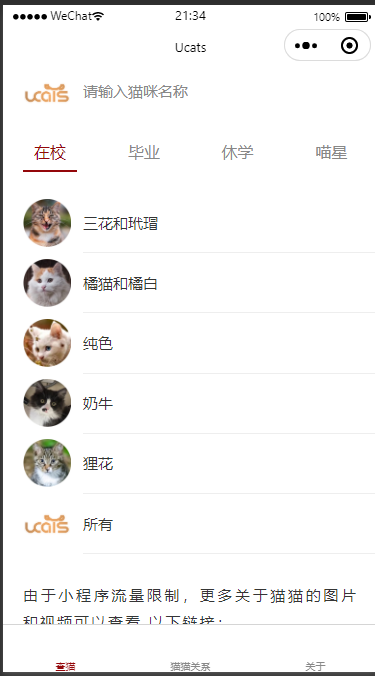 WeChat 21:34 100%
Ucats
ucats 请输入猫咪名称
在校 毕业 休学 喵星
三花和玳瑁
橘猫和橘白
纯色
奶牛
狸花
ucats 所有
由于小程序流量限制，更多关于猫猫的图片
和视频可以查看 以下链接：
查猫 猫猫关系 关于